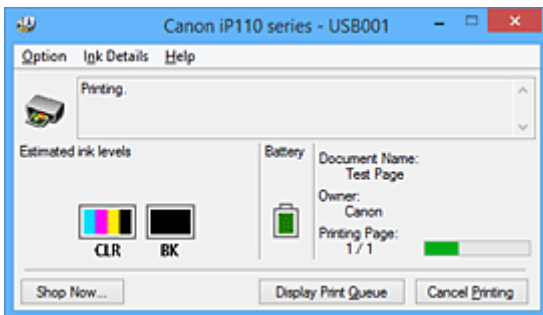 Canon iP110 series - USB001
Option Ink Details Help
Printing.
Estimated ink levels
Battery
Document Name:
Test Page
Owner:
Canon
Printing Page:
1 / 1
CLR BK
Shop Now... Display Print Queue Cancel Printing